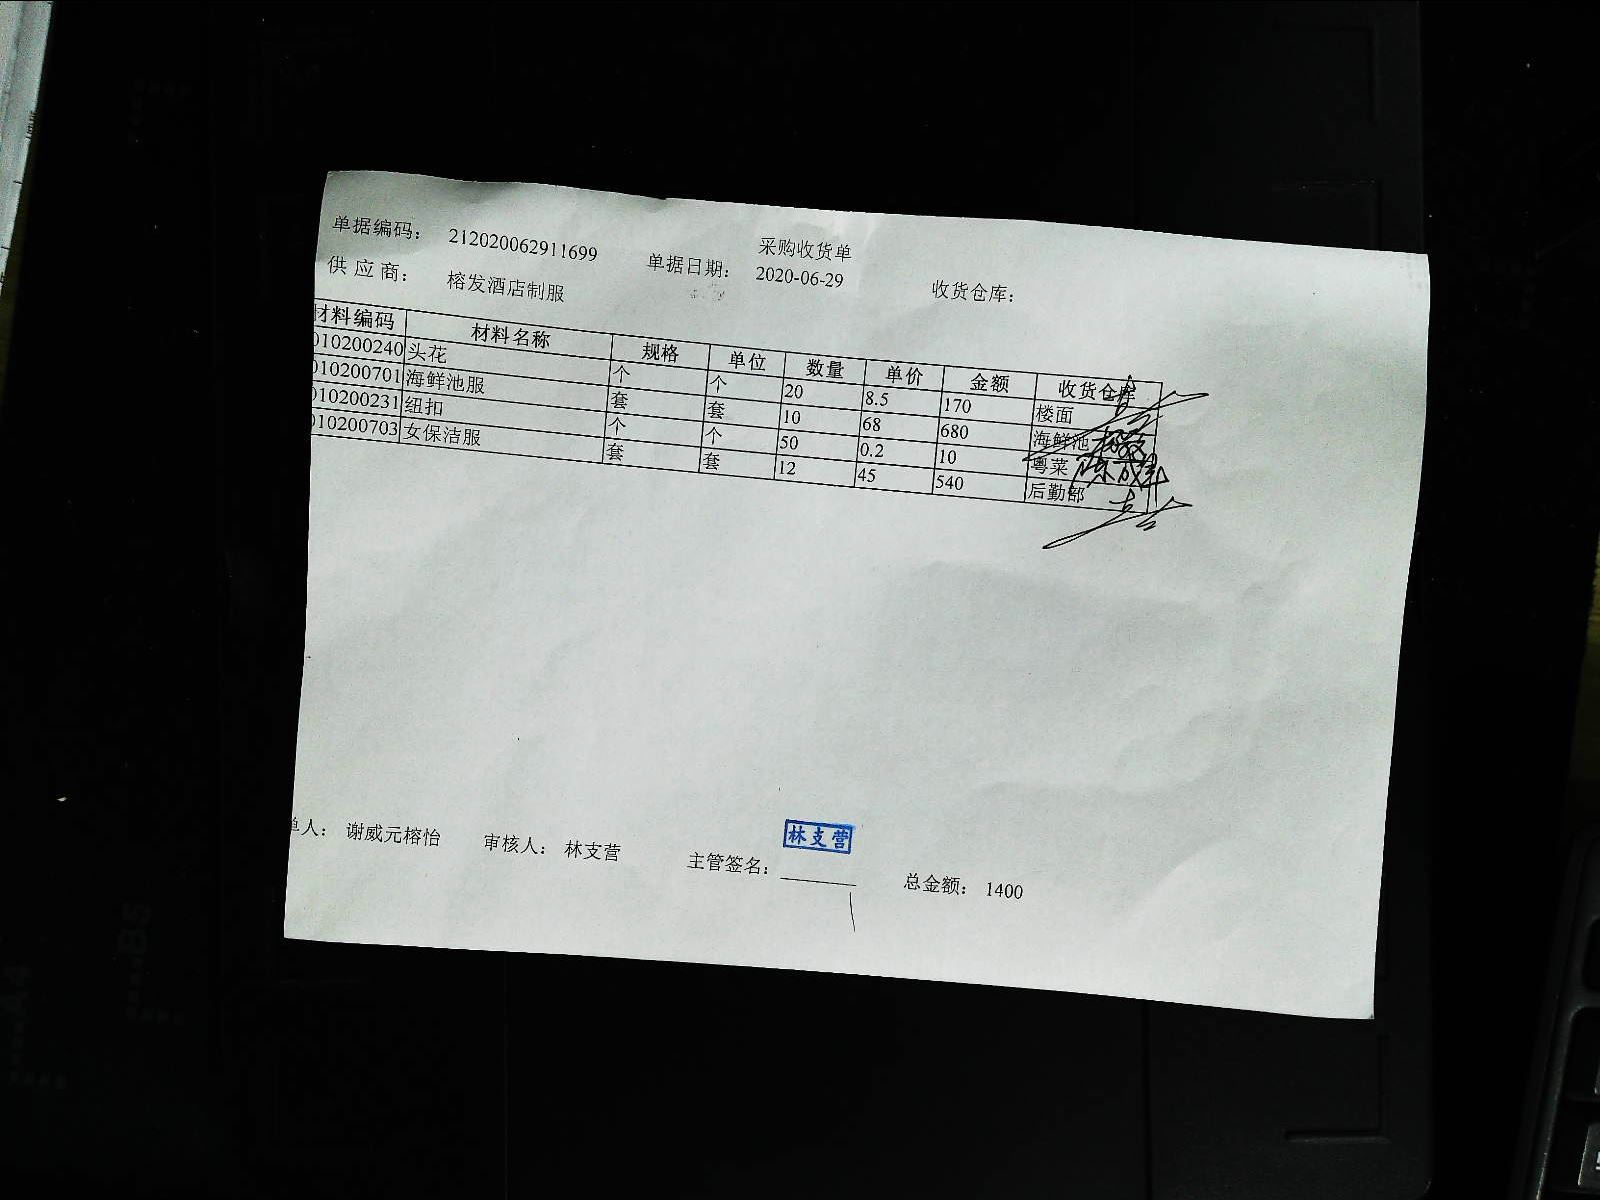 采购收货单
单据编码： 212020062911699 单据日期： 2020-06-29 收货仓库：
供 应 商： 榕发酒店制服
材料编码 材料名称 规格 单位 数量 单价 金额 收货仓库
010200240 头花 个 个 20 8.5 170 楼面
010200701 海鲜池服 套 套 10 68 680 海鲜池
010200231 纽扣 个 个 50 0.2 10 粤菜
010200703 女保洁服 套 套 12 45 540 后勤部
林支营
单人： 谢威元榕怡 审核人： 林支营 主管签名： 总金额： 1400